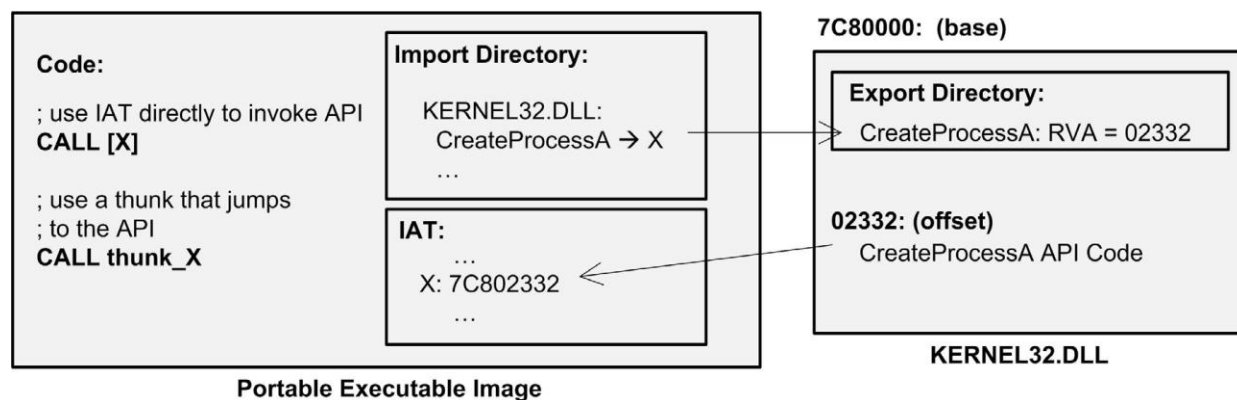 Code:
; use IAT directly to invoke API
CALL [X]
; use a thunk that jumps
; to the API
CALL thunk_X
Import Directory:
KERNEL32.DLL:
CreateProcessA → X
…
IAT:
…
X: 7C802332
…
Portable Executable Image
7C80000: (base)
Export Directory:
CreateProcessA: RVA = 02332
02332: (offset)
CreateProcessA API Code
KERNEL32.DLL